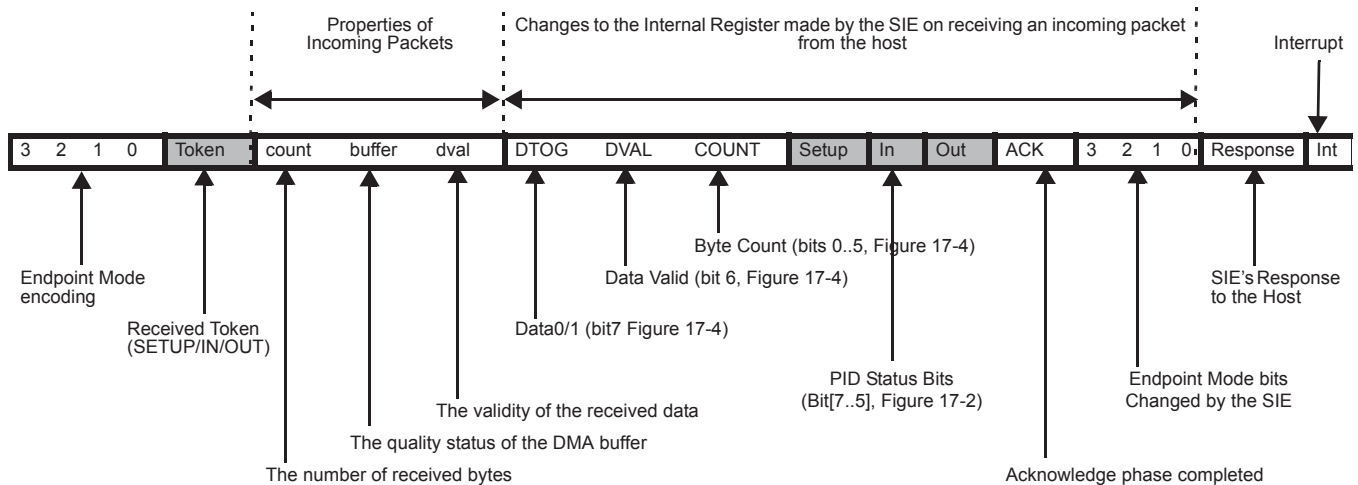 Properties of
Incoming Packets
Changes to the Internal Register made by the SIE on receiving an incoming packet
from the host
Interrupt
3 2 1 0 Token count buffer dval DTOG DVAL COUNT Setup In Out ACK 3 2 1 0 Response Int
Byte Count (bits 0..5, Figure 17-4)
Endpoint Mode
encoding
Data Valid (bit 6, Figure 17-4)
SIE's Response
to the Host
Received Token
(SETUP/IN/OUT)
Data0/1 (bit7 Figure 17-4)
PID Status Bits
(Bit[7..5], Figure 17-2)
Endpoint Mode bits
Changed by the SIE
The validity of the received data
The quality status of the DMA buffer
The number of received bytes
Acknowledge phase completed